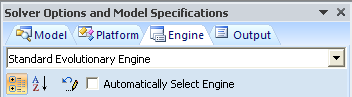 Solver Options and Model Specifications
Model Platform Engine Output
Standard Evolutionary Engine
Automatically Select Engine